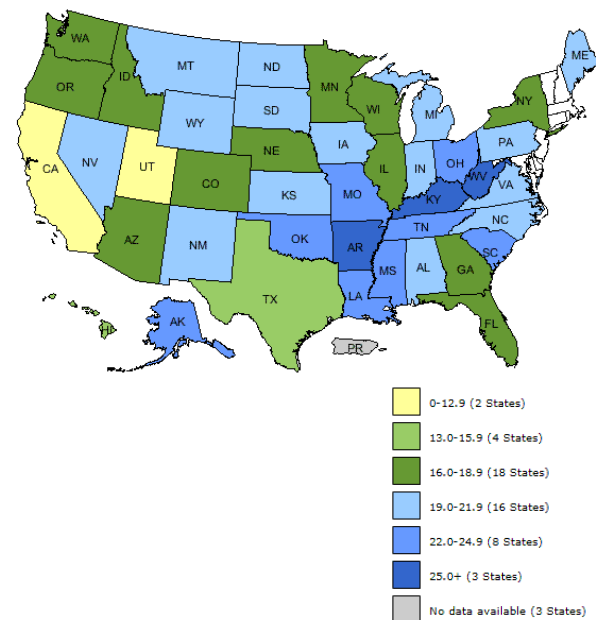 WA
ME
MT
ND
OR
ID
MN
WI
NY
SD
MI
WY
IA
PA
NE
OH
NV
IL
IN
UT
WV
CA
CO
VA
KS
MO
KY
NC
TN
OK
AZ
NM
AR
SC
MS
AL
GA
LA
TX
FL
AK
HI
PR
0-12.9 (2 States)
13.0-15.9 (4 States)
16.0-18.9 (18 States)
19.0-21.9 (16 States)
22.0-24.9 (8 States)
25.0+ (3 States)
No data available (3 States)